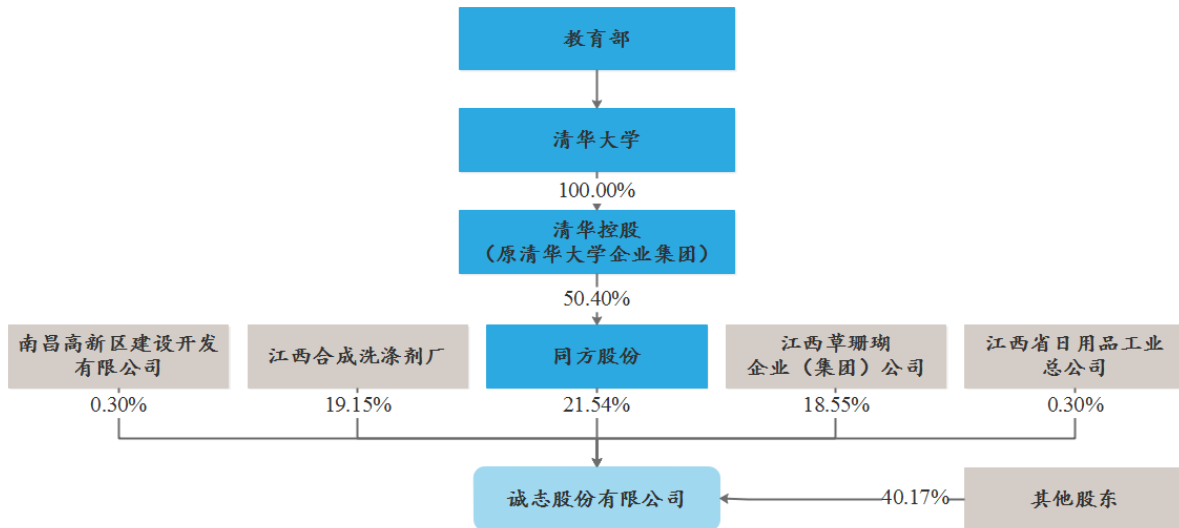 教育部
清华大学
100.00%
清华控股
（原清华大学企业集团）
50.40%
南昌高新区建设开发
有限公司
江西合成洗涤剂厂
同方股份
江西草珊瑚
企业（集团）公司
江西省日用品工业
总公司
0.30%
19.15%
21.54%
18.55%
0.30%
诚志股份有限公司
40.17%
其他股东